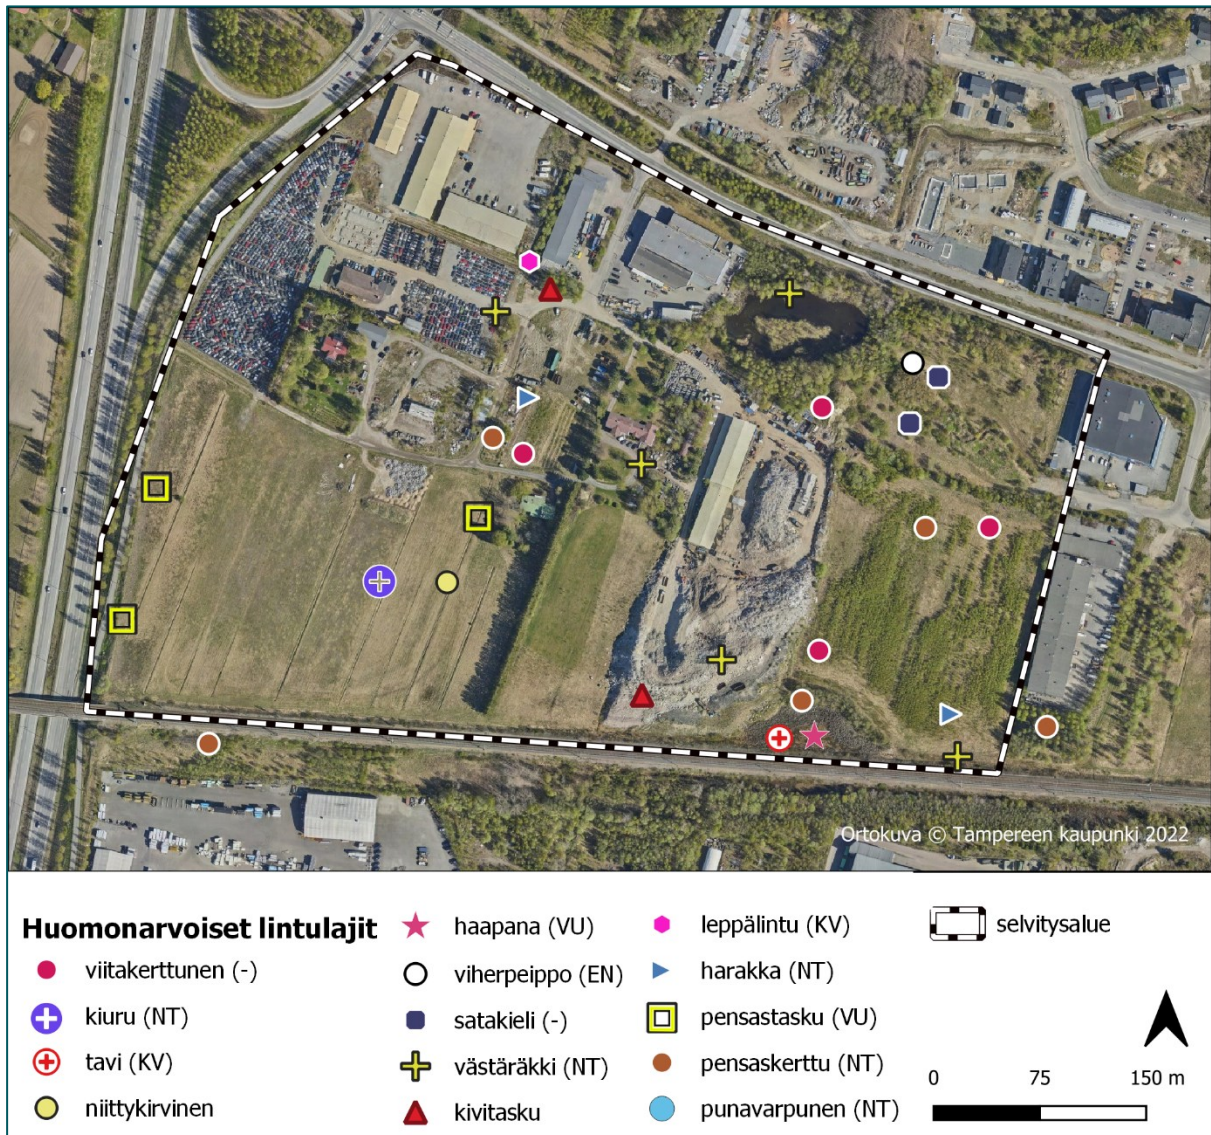 Ortokuva © Tampereen kaupunki 2022
Huomonarvoiset lintulajit
viitakerttunen (-)
kiuru (NT)
tavi (KV)
niittykirvinen
haapana (VU)
viherpeippo (EN)
satakieli (-)
västäräkki (NT)
kivitasku
leppälintu (KV)
harakka (NT)
pensastasku (VU)
pensaskerttu (NT)
punavarpunen (NT)
selvitysalue
0 75 150 m